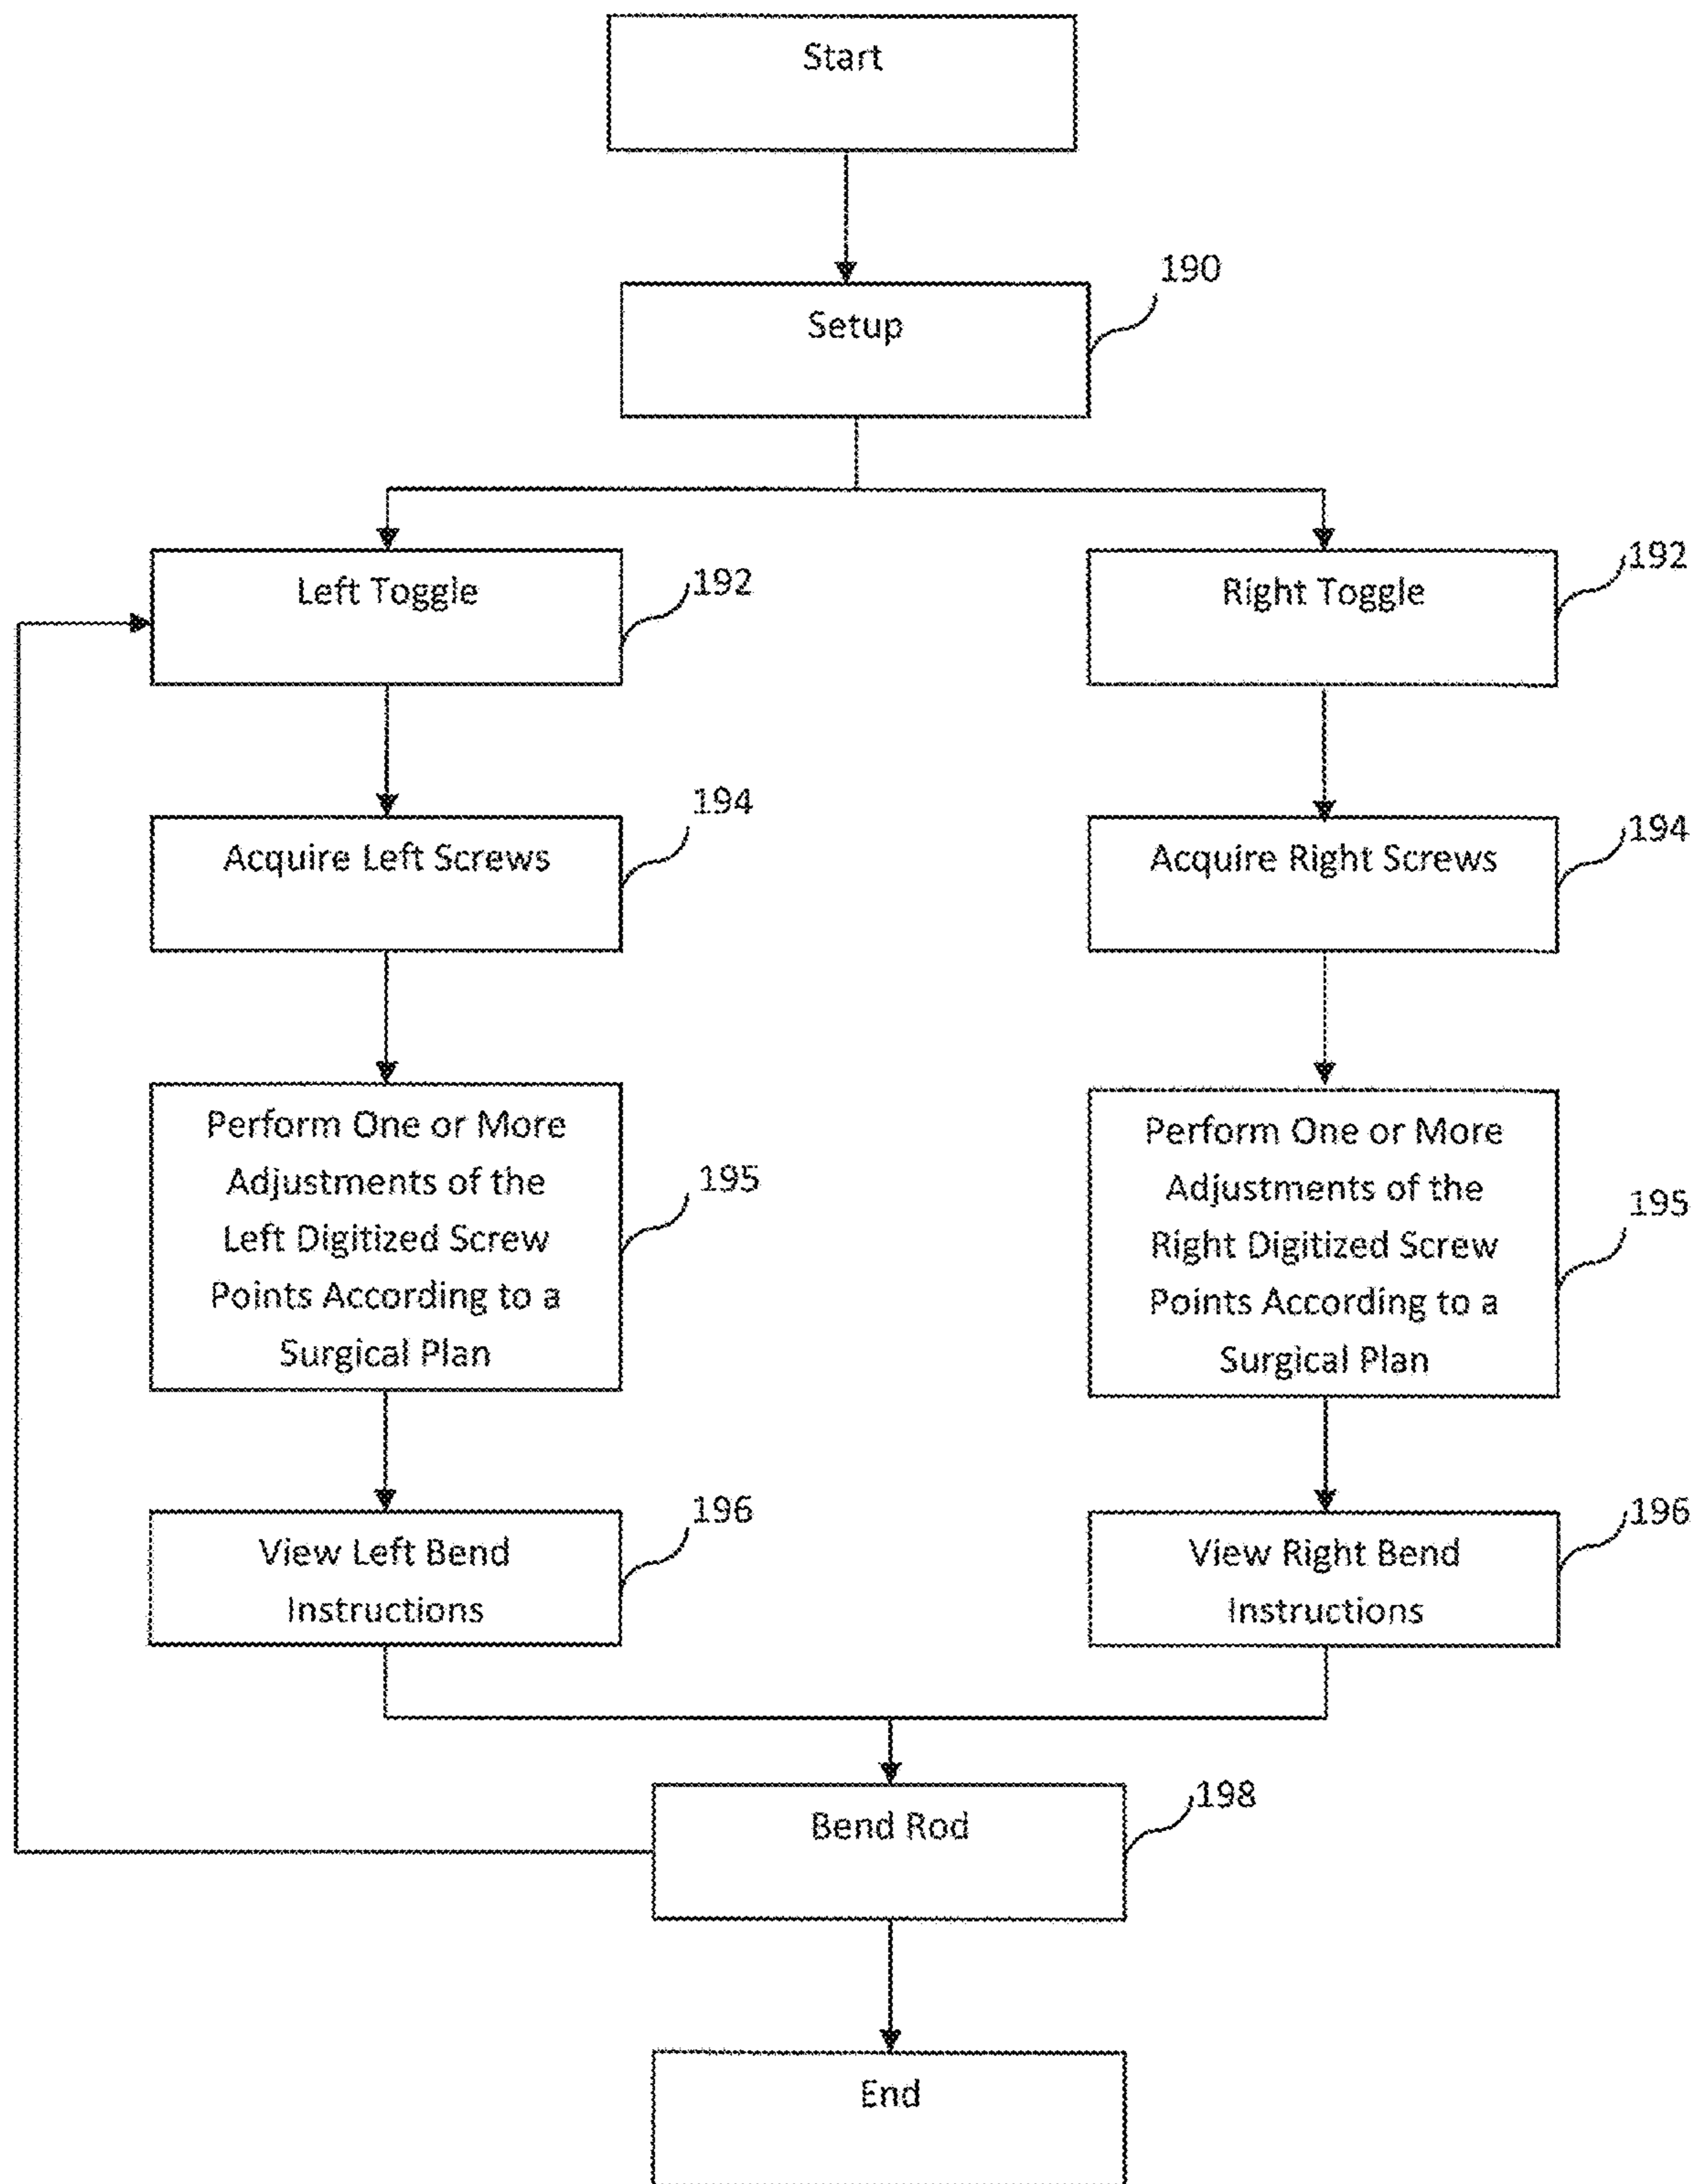 Start
190
Setup
Left Toggle
192
Right Toggle
192
Acquire Left Screws
194
Acquire Right Screws
194
Perform One or More
Adjustments of the
Left Digitized Screw
Points According to a
Surgical Plan
195
Perform One or More
Adjustments of the
Right Digitized Screw
Points According to a
Surgical Plan
195
View Left Bend
Instructions
196
View Right Bend
Instructions
196
Bend Rod
198
End